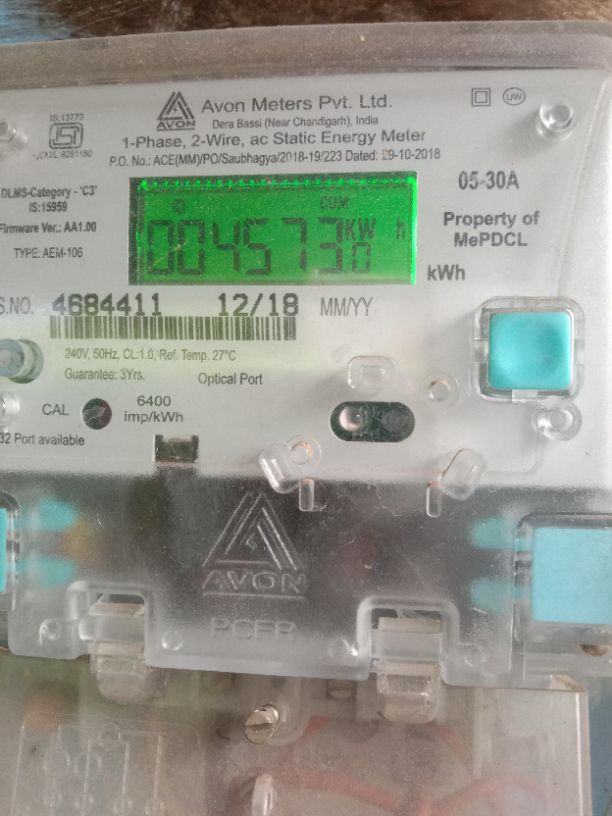 Avon Meters Pvt. Ltd.
AVON
Dera Bassi (Near Chandigarh), India
UW
IS:13779
ISI
1-Phase, 2-Wire, ac Static Energy Meter
P.O. No.: ACE(MM)/PO/Saubhagya/2018-19/223 Dated: 29-10-2018
DLMS-Category - 'C3'
IS:15959
Firmware Ver.: AA1.00
TYPE: AEM-106
CUM
004573.0 KW h
05-30A
Property of
MePDCL
kWh
S.NO. 4684411 12/18 MM/YY
240V, 50Hz, CL:1.0, Ref. Temp. 27°C
Guarantee: 3Yrs. Optical Port
CAL 6400
imp/kWh
32 Port available
AVON